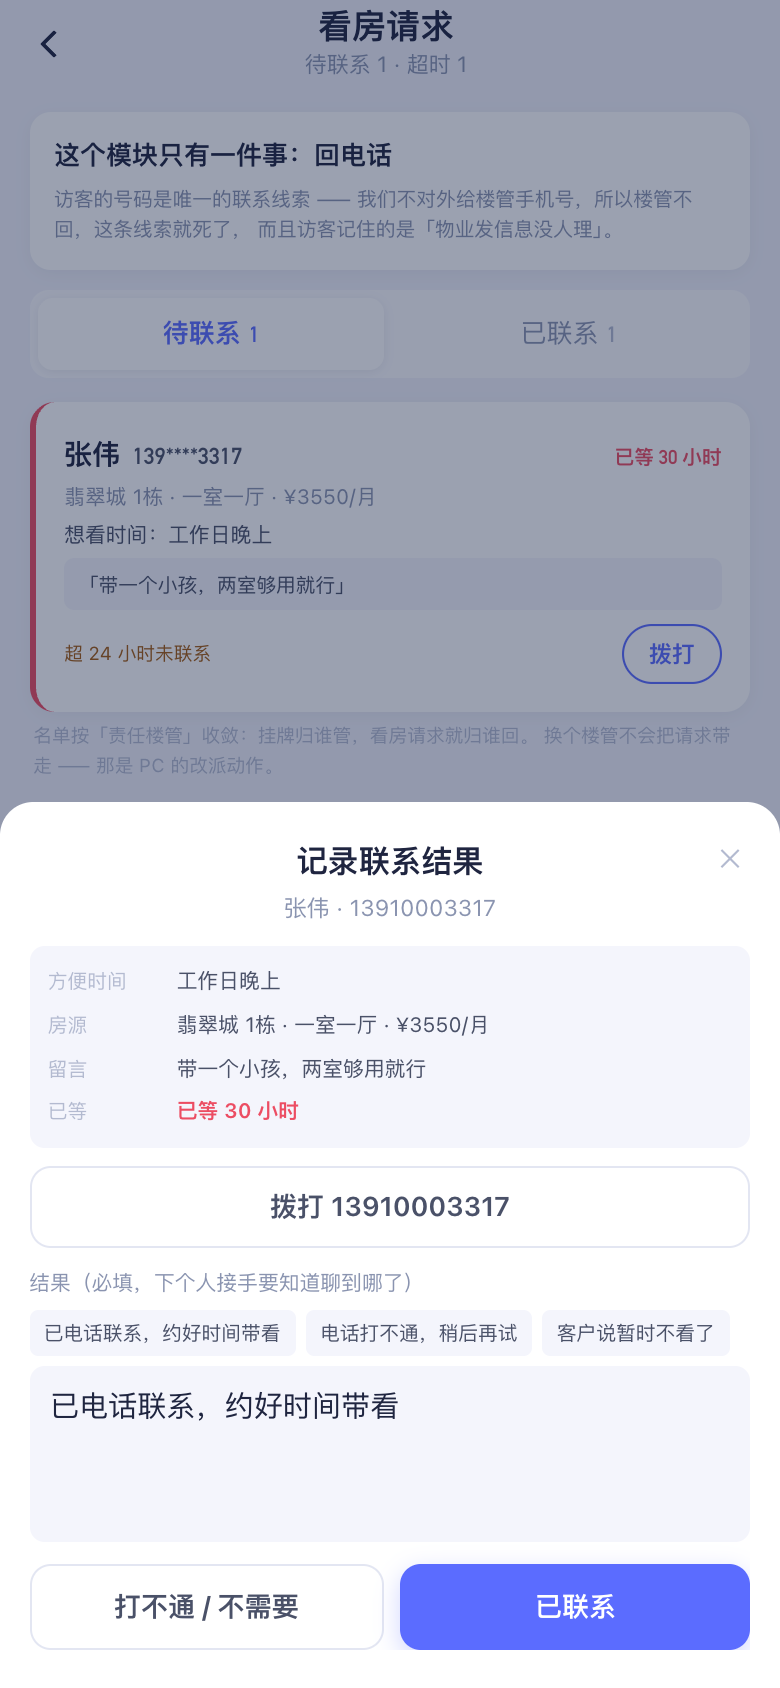 看房请求
待联系 1 · 超时 1
这个模块只有一件事：回电话
访客的号码是唯一的联系线索 —— 我们不对外给楼管手机号，所以楼管不
回，这条线索就死了， 而且访客记住的是「物业发信息没人理」。
待联系 1
已联系 1
张伟 139****3317
已等 30 小时
翡翠城 1栋 · 一室一厅 · ¥3550/月
想看时间：工作日晚上
「带一个小孩，两室够用就行」
超 24 小时未联系
拨打
名单按「责任楼管」收敛：挂牌归谁管，看房请求就归谁回。 换个楼管不会把请求带
走 —— 那是 PC 的改派动作。
记录联系结果
张伟 · 13910003317
方便时间 工作日晚上
房源 翡翠城 1栋 · 一室一厅 · ¥3550/月
留言 带一个小孩，两室够用就行
已等 已等 30 小时
拨打 13910003317
结果（必填，下个人接手要知道聊到哪了）
已电话联系，约好时间带看
电话打不通，稍后再试
客户说暂时不看了
已电话联系，约好时间带看
打不通 / 不需要
已联系